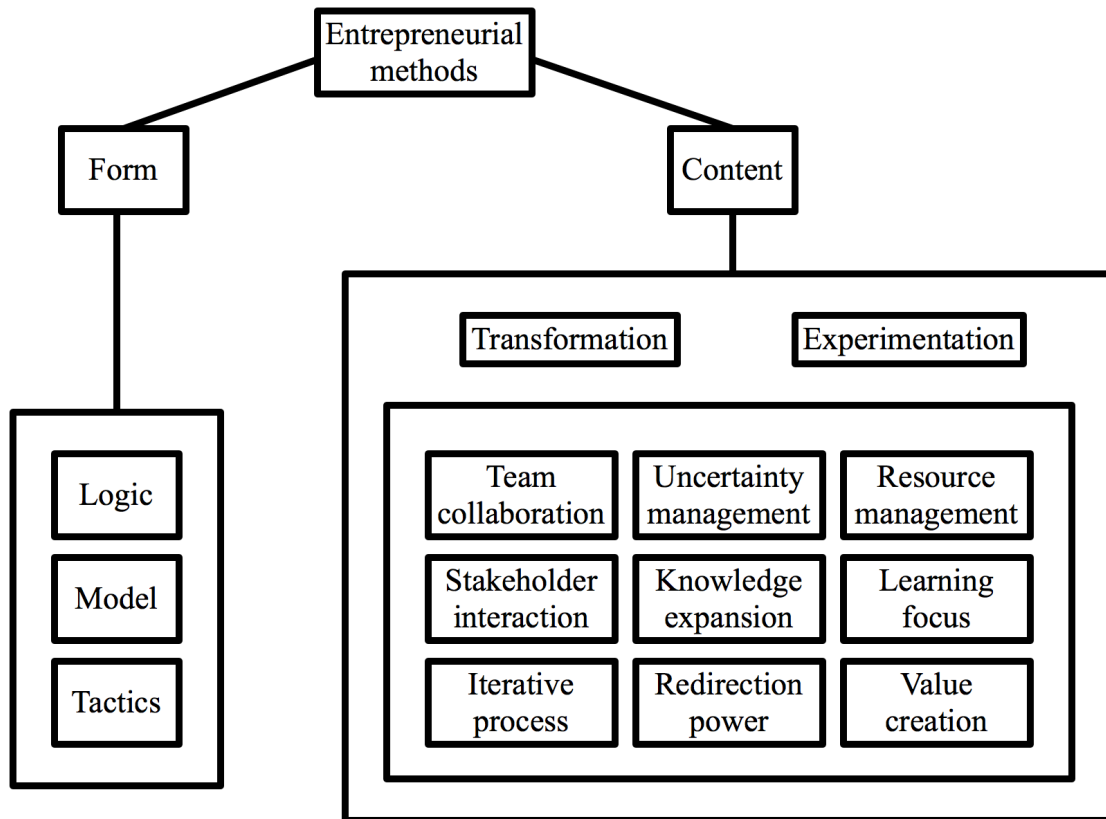 Entrepreneurial
methods
Form
Content
Transformation
Experimentation
Logic
Model
Tactics
Team
collaboration
Uncertainty
management
Resource
management
Stakeholder
interaction
Knowledge
expansion
Learning
focus
Iterative
process
Redirection
power
Value
creation